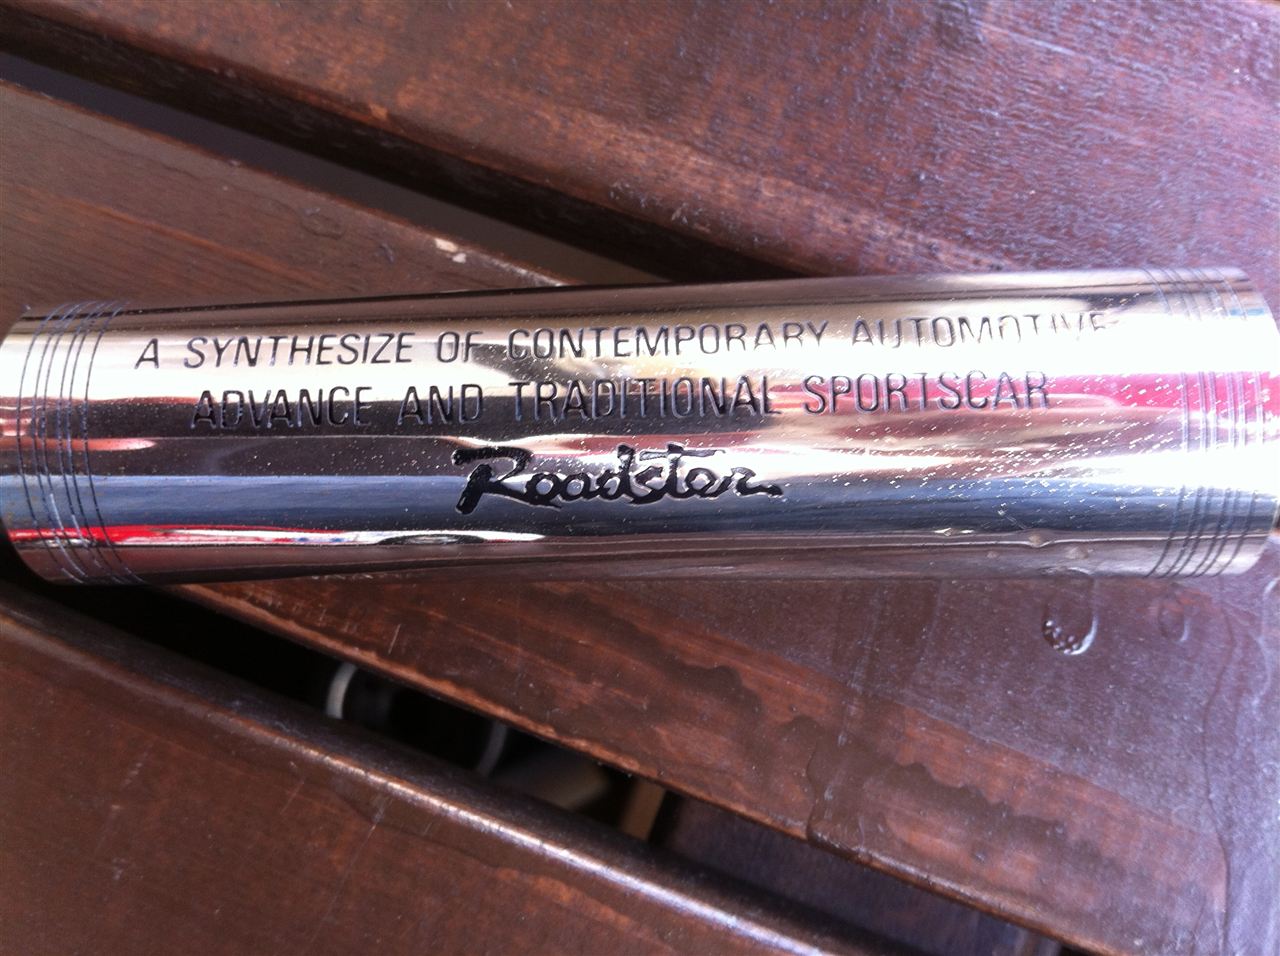 A SYNTHESIZE OF CONTEMPORARY AUTOMOTIVE
ADVANCE AND TRADITIONAL SPORTSCAR
Roadster